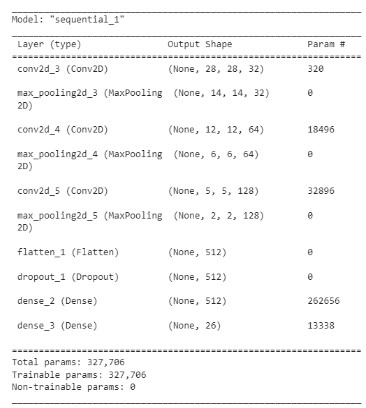 Model: "sequential_1"
Layer (type) Output Shape Param #
conv2d_3 (Conv2D) (None, 28, 28, 32) 320
max_pooling2d_3 (MaxPooling (None, 14, 14, 32) 0
2D)
conv2d_4 (Conv2D) (None, 12, 12, 64) 18496
max_pooling2d_4 (MaxPooling (None, 6, 6, 64) 0
2D)
conv2d_5 (Conv2D) (None, 5, 5, 128) 32896
max_pooling2d_5 (MaxPooling (None, 2, 2, 128) 0
2D)
flatten_1 (Flatten) (None, 512) 0
dropout_1 (Dropout) (None, 512) 0
dense_2 (Dense) (None, 512) 262656
dense_3 (Dense) (None, 26) 13338
Total params: 327,706
Trainable params: 327,706
Non-trainable params: 0